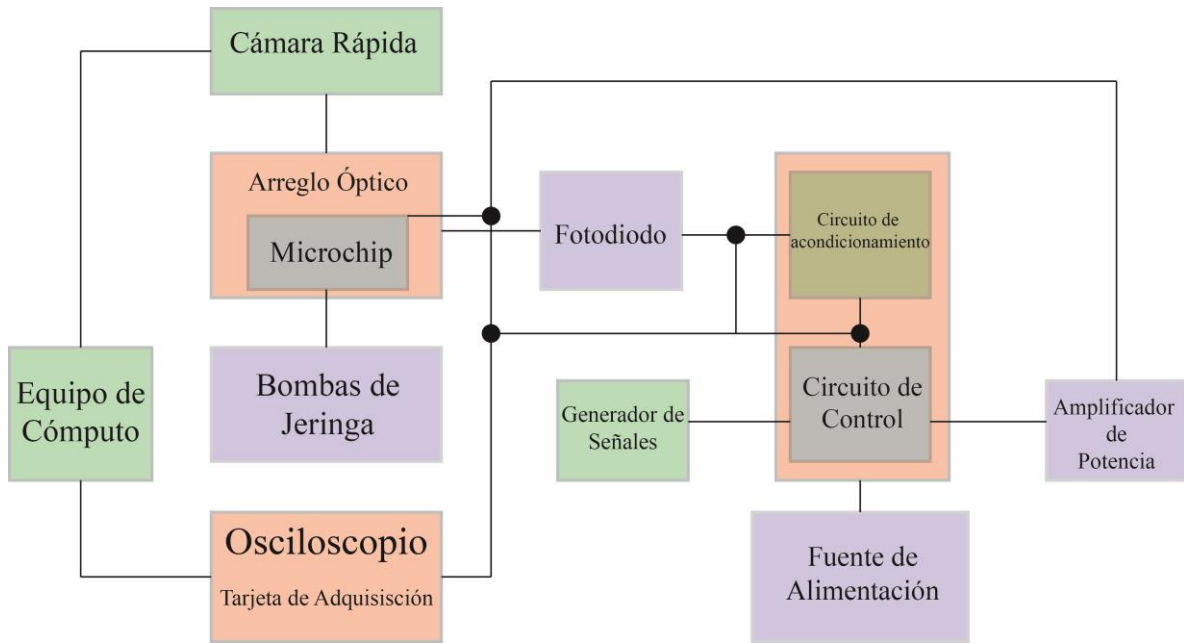 Cámara Rápida
Arreglo Óptico
Microchip
Fotodiodo
Circuito de
acondicionamiento
Equipo de
Cómputo
Bombas de
Jeringa
Generador de
Señales
Circuito de
Control
Amplificador
de
Potencia
Osciloscopio
Tarjeta de Adquisisción
Fuente de
Alimentación